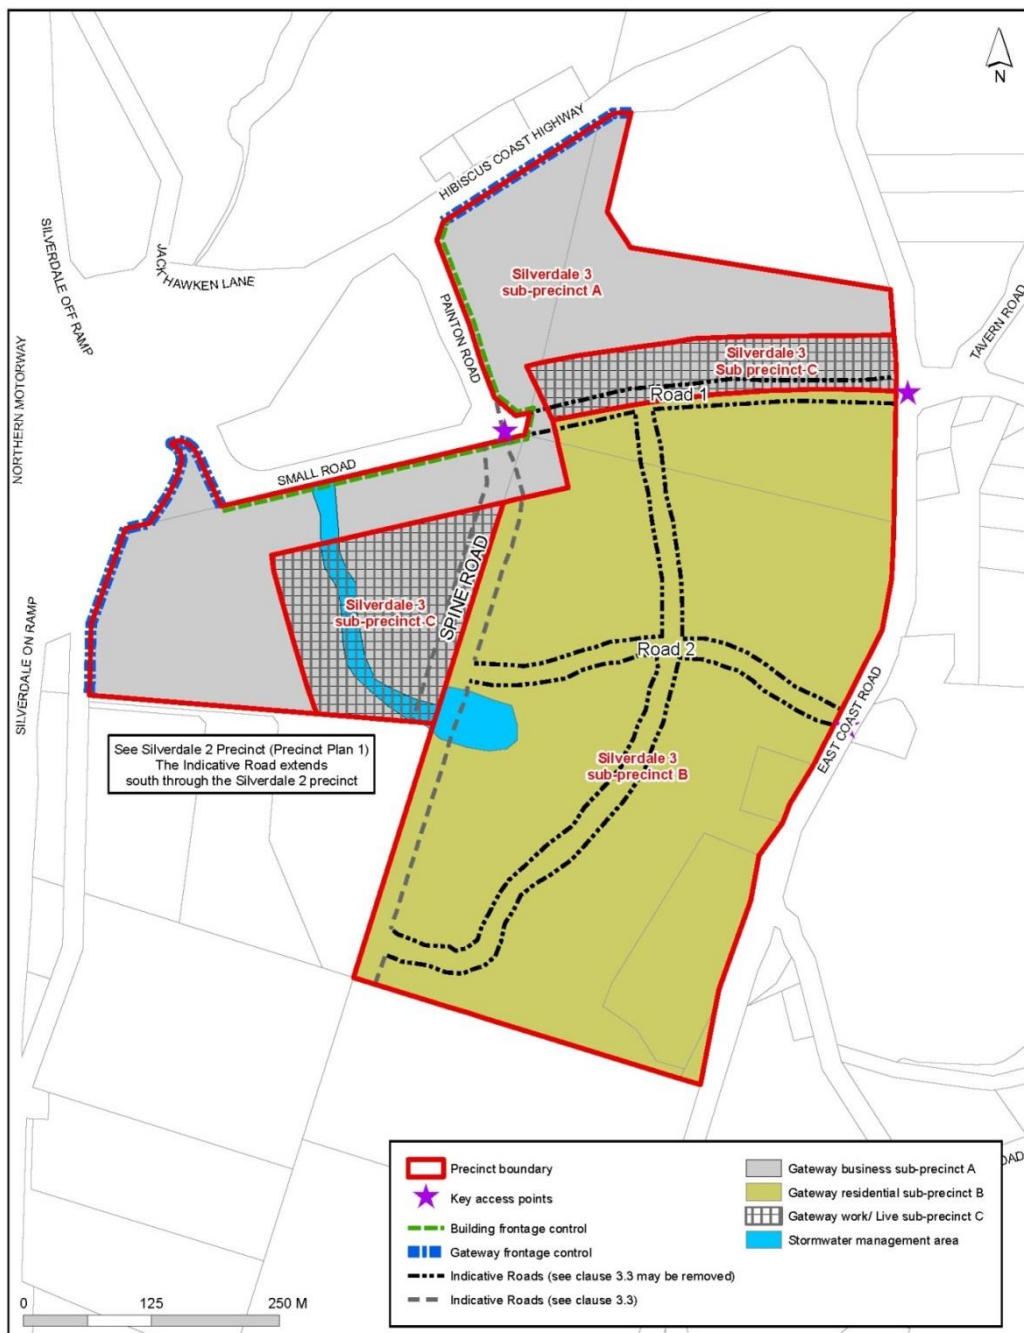 N
HIBISCUS COAST HIGHWAY
SILVERDALE OFF RAMP
JACK HAWKEN LANE
Silverdale 3
sub-precinct A
PAINTON ROAD
TAVERN ROAD
NORTHERN MOTORWAY
Silverdale 3
Sub precinct C
Road 1
SMALL ROAD
SPINE ROAD
Silverdale 3
sub-precinct C
SILVERDALE ON RAMP
Road 2
EAST COAST ROAD
See Silverdale 2 Precinct (Precinct Plan 1)
The Indicative Road extends
south through the Silverdale 2 precinct
Silverdale 3
sub-precinct B
OAD
Precinct boundary
Key access points
Building frontage control
Gateway frontage control
Indicative Roads (see clause 3.3 may be removed)
Indicative Roads (see clause 3.3)
Gateway business sub-precinct A
Gateway residential sub-precinct B
Gateway work/ Live sub-precinct C
Stormwater management area
0 125 250 M